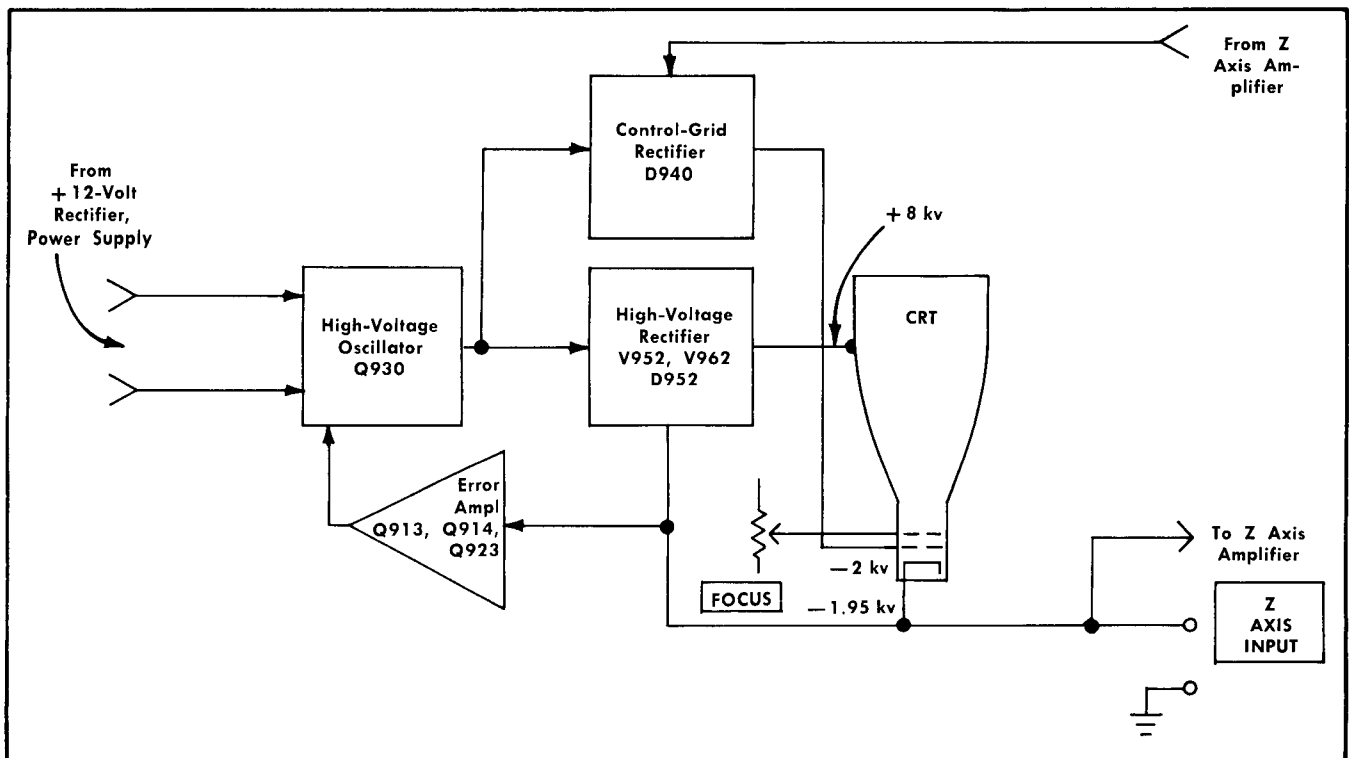 From Z
Axis Am-
plifier
Control-Grid
Rectifier
D940
From
+ 12-Volt
Rectifier,
Power Supply
+ 8 kv
High-Voltage
Oscillator
Q930
High-Voltage
Rectifier
V952, V962
D952
CRT
Error
Ampl
Q913, Q914,
Q923
FOCUS
—2 kv
—1.95 kv
To Z Axis
Amplifier
Z
AXIS
INPUT